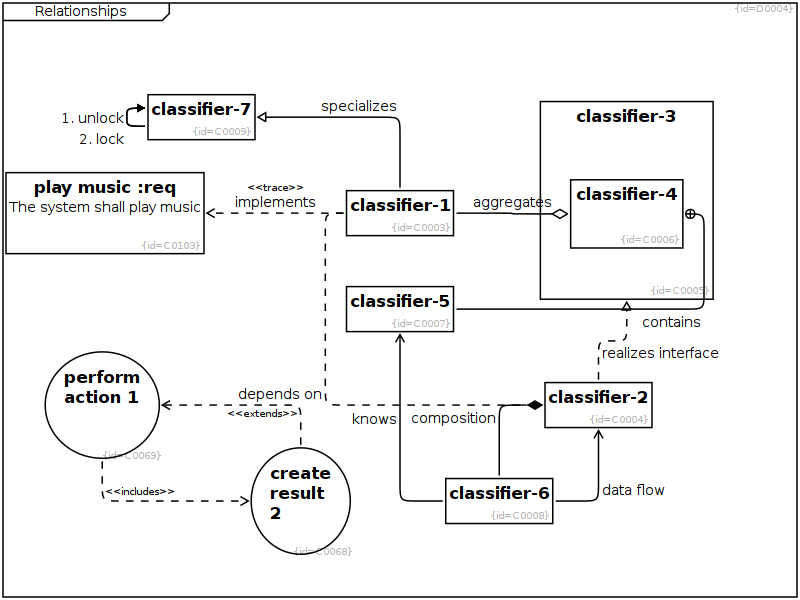 Relationships
{id=D0004}
classifier-7
{id=C0009}
1. unlock
2. lock
specializes
classifier-3
{id=C0005}
classifier-4
{id=C0006}
play music :req
The system shall play music
{id=C0103}
<<trace>>
implements
classifier-1
{id=C0003}
aggregates
classifier-5
{id=C0007}
contains
realizes interface
perform
action 1
{id=C0069}
depends on
<<extends>>
knows
composition
classifier-2
{id=C0004}
<<includes>>
create
result
2
{id=C0068}
classifier-6
{id=C0008}
data flow